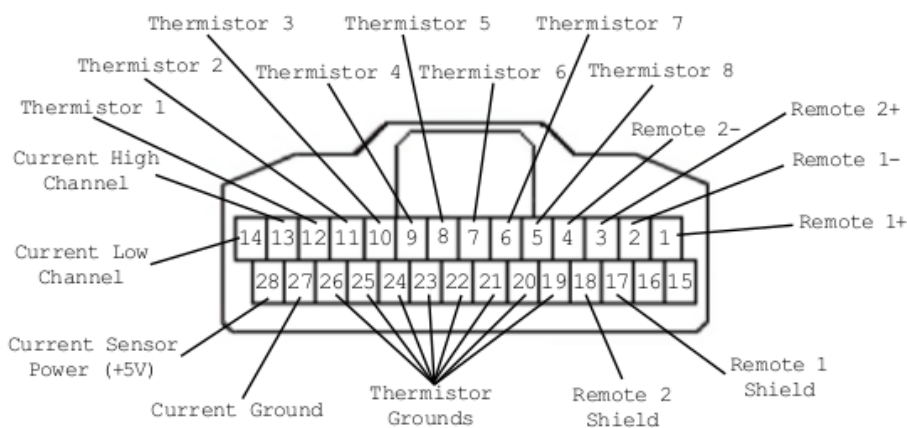 Thermistor 3
Thermistor 5
Thermistor 7
Thermistor 2
Thermistor 4
Thermistor 6
Thermistor 8
Thermistor 1
Remote 2+
Remote 2-
Current High
Channel
Remote 1-
Remote 1+
14 13 12 11 10 9 8 7 6 5 4 3 2 1
Current Low
Channel
28 27 26 25 24 23 22 21 20 19 18 17 16 15
Current Sensor
Power (+5V)
Current Ground
Thermistor
Grounds
Remote 2
Shield
Remote 1
Shield